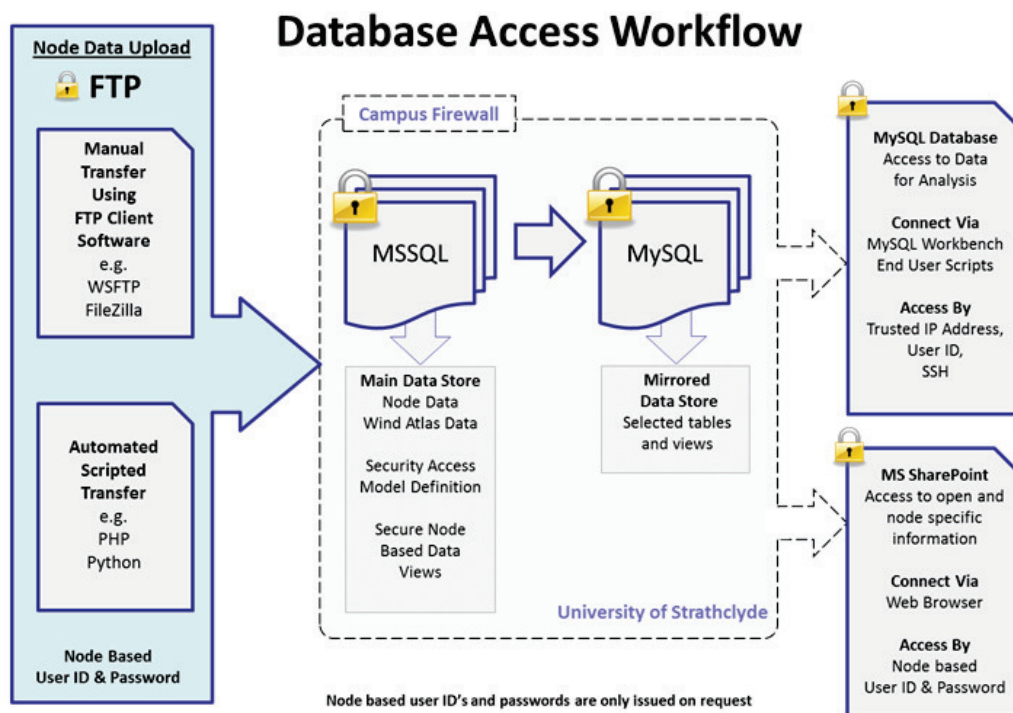 Database Access Workflow
Node Data Upload
FTP
Manual
Transfer
Using
FTP Client
Software
e.g.
WSFTP
FileZilla
Automated
Scripted
Transfer
e.g.
PHP
Python
Node Based
User ID & Password
Campus Firewall
MSSQL
MySQL
Main Data Store
Node Data
Wind Atlas Data
Security Access
Model Definition
Secure Node
Based Data
Views
Mirrored
Data Store
Selected tables
and views
University of Strathclyde
Node based user ID's and passwords are only issued on request
MySQL Database
Access to Data
for Analysis
Connect Via
MySQL Workbench
End User Scripts
Access By
Trusted IP Address,
User ID,
SSH
MS SharePoint
Access to open and
node specific
information
Connect Via
Web Browser
Access By
Node based
User ID & Password